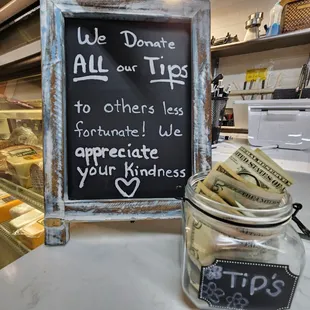 We Donate
ALL our Tips
to others less
fortunate! We
appreciate
your Kindness
TIP'S